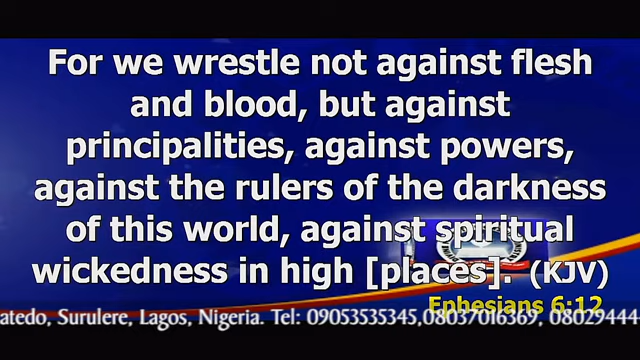 For we wrestle not against flesh
and blood, but against
principalities, against powers,
against the rulers of the darkness
of this world, against spiritual
wickedness in high [places]. (KJV)
Ephesians 6:12
atedo, Surulere, Lagos, Nigeria. Tel: 09053535345,08037016369, 08029444